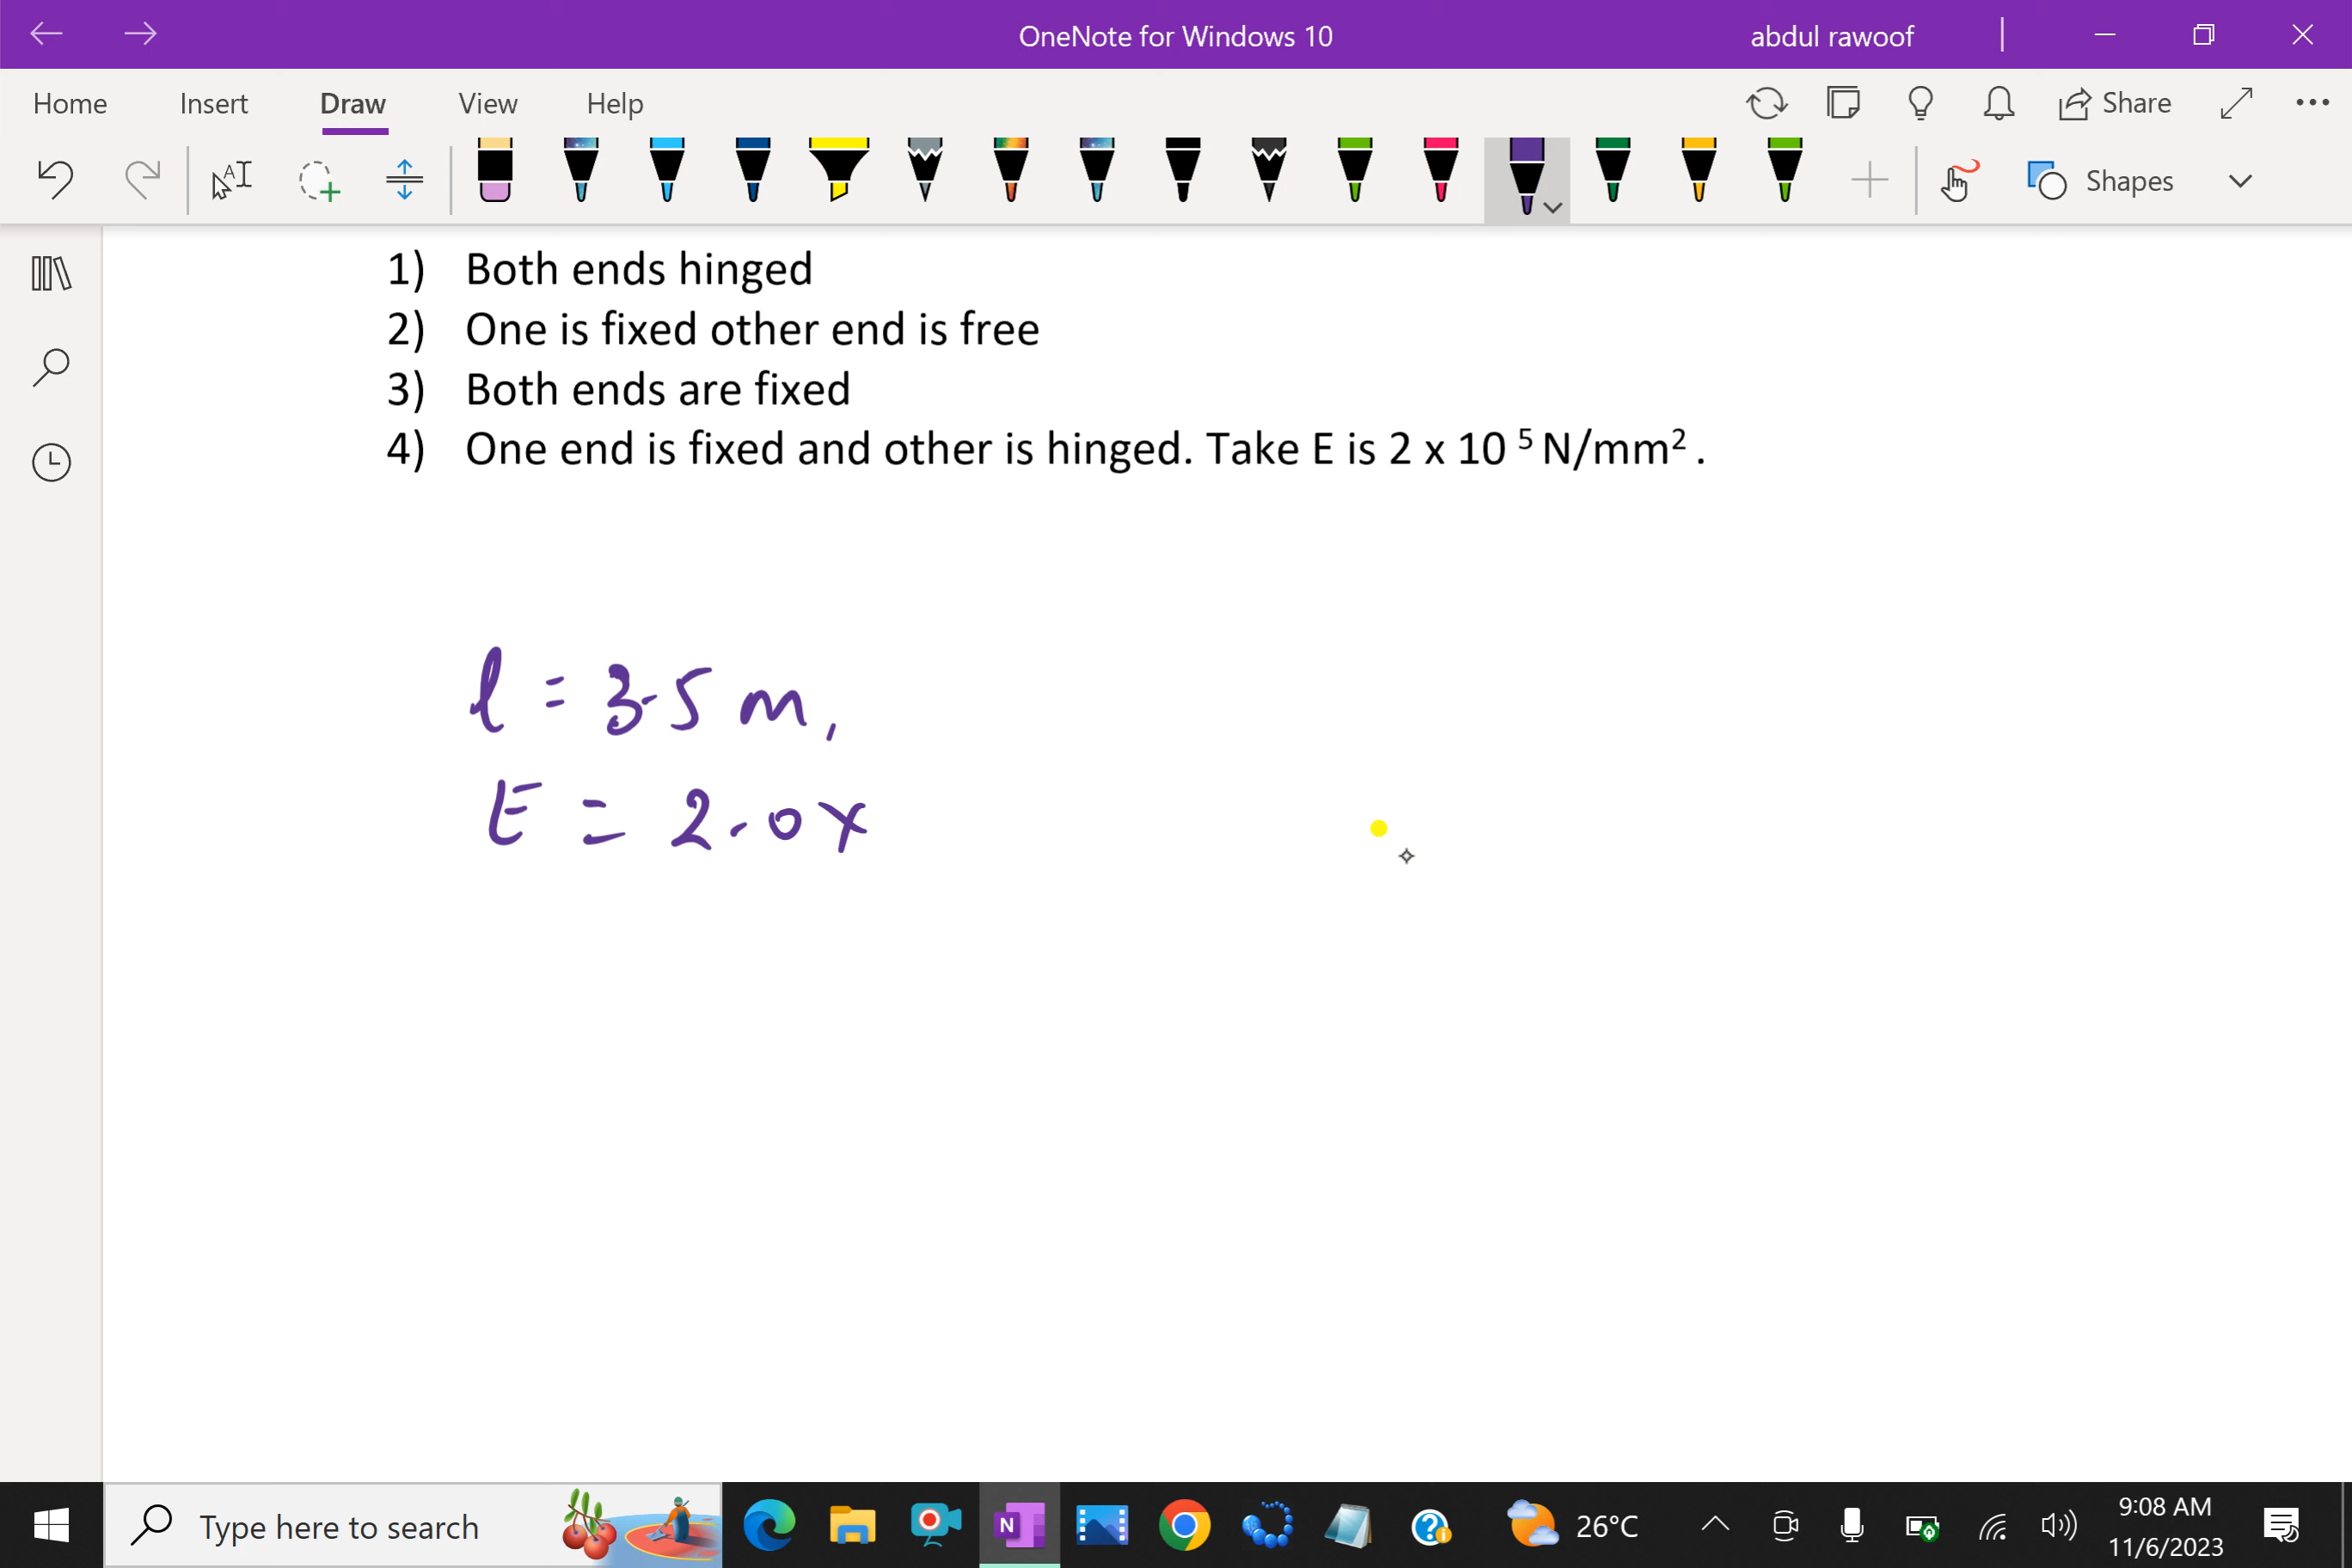 OneNote for Windows 10
abdul rawoof
Home Insert Draw View Help
Share
Shapes
1) Both ends hinged
2) One is fixed other end is free
3) Both ends are fixed
4) One end is fixed and other is hinged. Take E is 2 x 10 ⁵ N/mm² .
l = 3.5 m,
E = 2.0 x
Type here to search
26°C
9:08 AM
11/6/2023